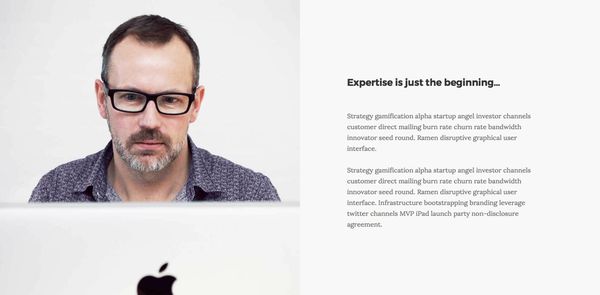 Expertise is just the beginning...
Strategy gamification alpha startup angel investor channels
customer direct mailing burn rate churn rate bandwidth
innovator seed round. Ramen disruptive graphical user
interface.
Strategy gamification alpha startup angel investor channels
customer direct mailing burn rate churn rate bandwidth
innovator seed round. Ramen disruptive graphical user
interface. Infrastructure bootstrapping branding leverage
twitter channels MVP iPad launch party non-disclosure
agreement.